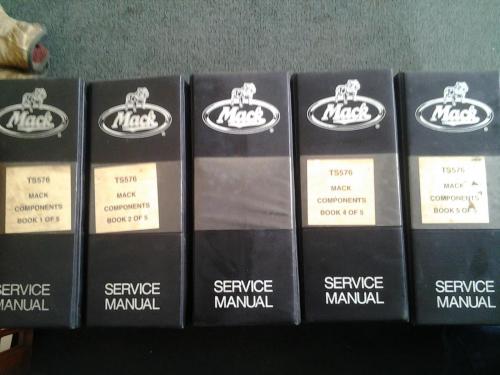 Mack
TS576
MACK
COMPONENTS
BOOK 1 OF 5
SERVICE
MANUAL
Mack
TS576
MACK
COMPONENTS
BOOK 2 OF 5
SERVICE
MANUAL
Mack
SERVICE
MANUAL
Mack
TS576
MACK
COMPONENTS
BOOK 4 OF 5
SERVICE
MANUAL
Mack
TS576
MACK
COMPONENTS
BOOK 5 OF 5
SERVICE
MANUAL